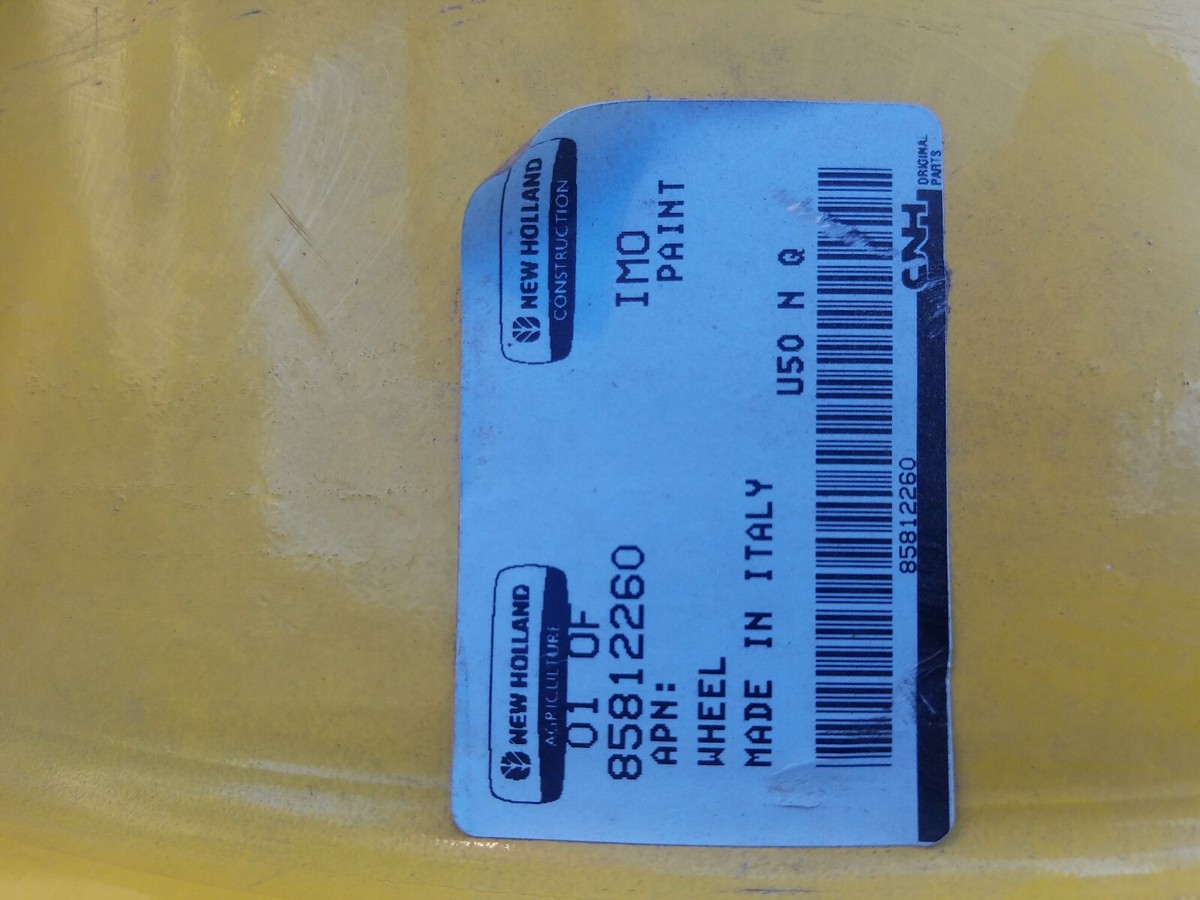 NEW HOLLAND
AGRICULTURE
NEW HOLLAND
CONSTRUCTION
01 OF
85812260
IMO
APN:
PAINT
WHEEL
MADE IN ITALY
U50 N Q
85812260
CNH
ORIGINAL
PARTS